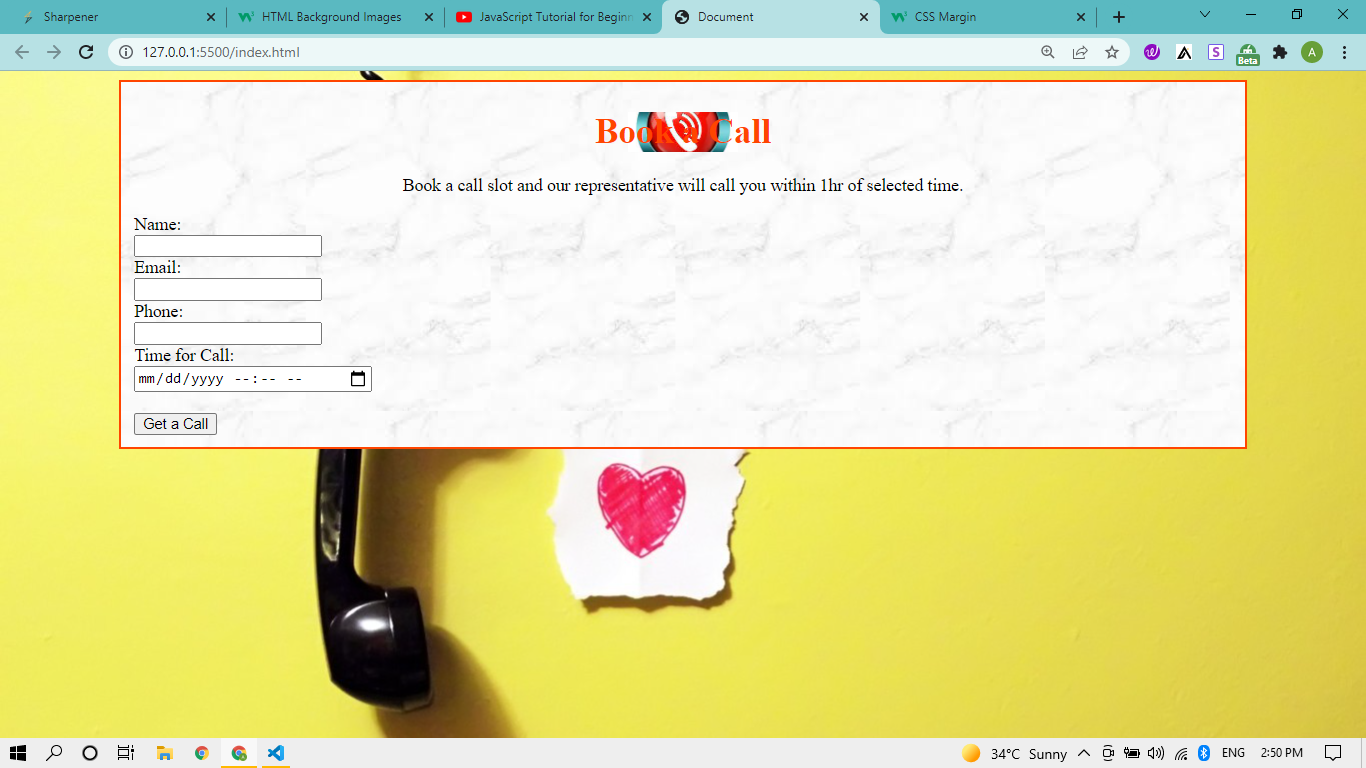 Sharpener
HTML Background Images
JavaScript Tutorial for Beginn
Document
CSS Margin
127.0.0.1:5500/index.html
Beta
A
Book a Call
Book a call slot and our representative will call you within 1hr of selected time.
Name:
Email:
Phone:
Time for Call:
mm/dd/yyyy --:-- --
Get a Call
34°C Sunny
ENG
2:50 PM